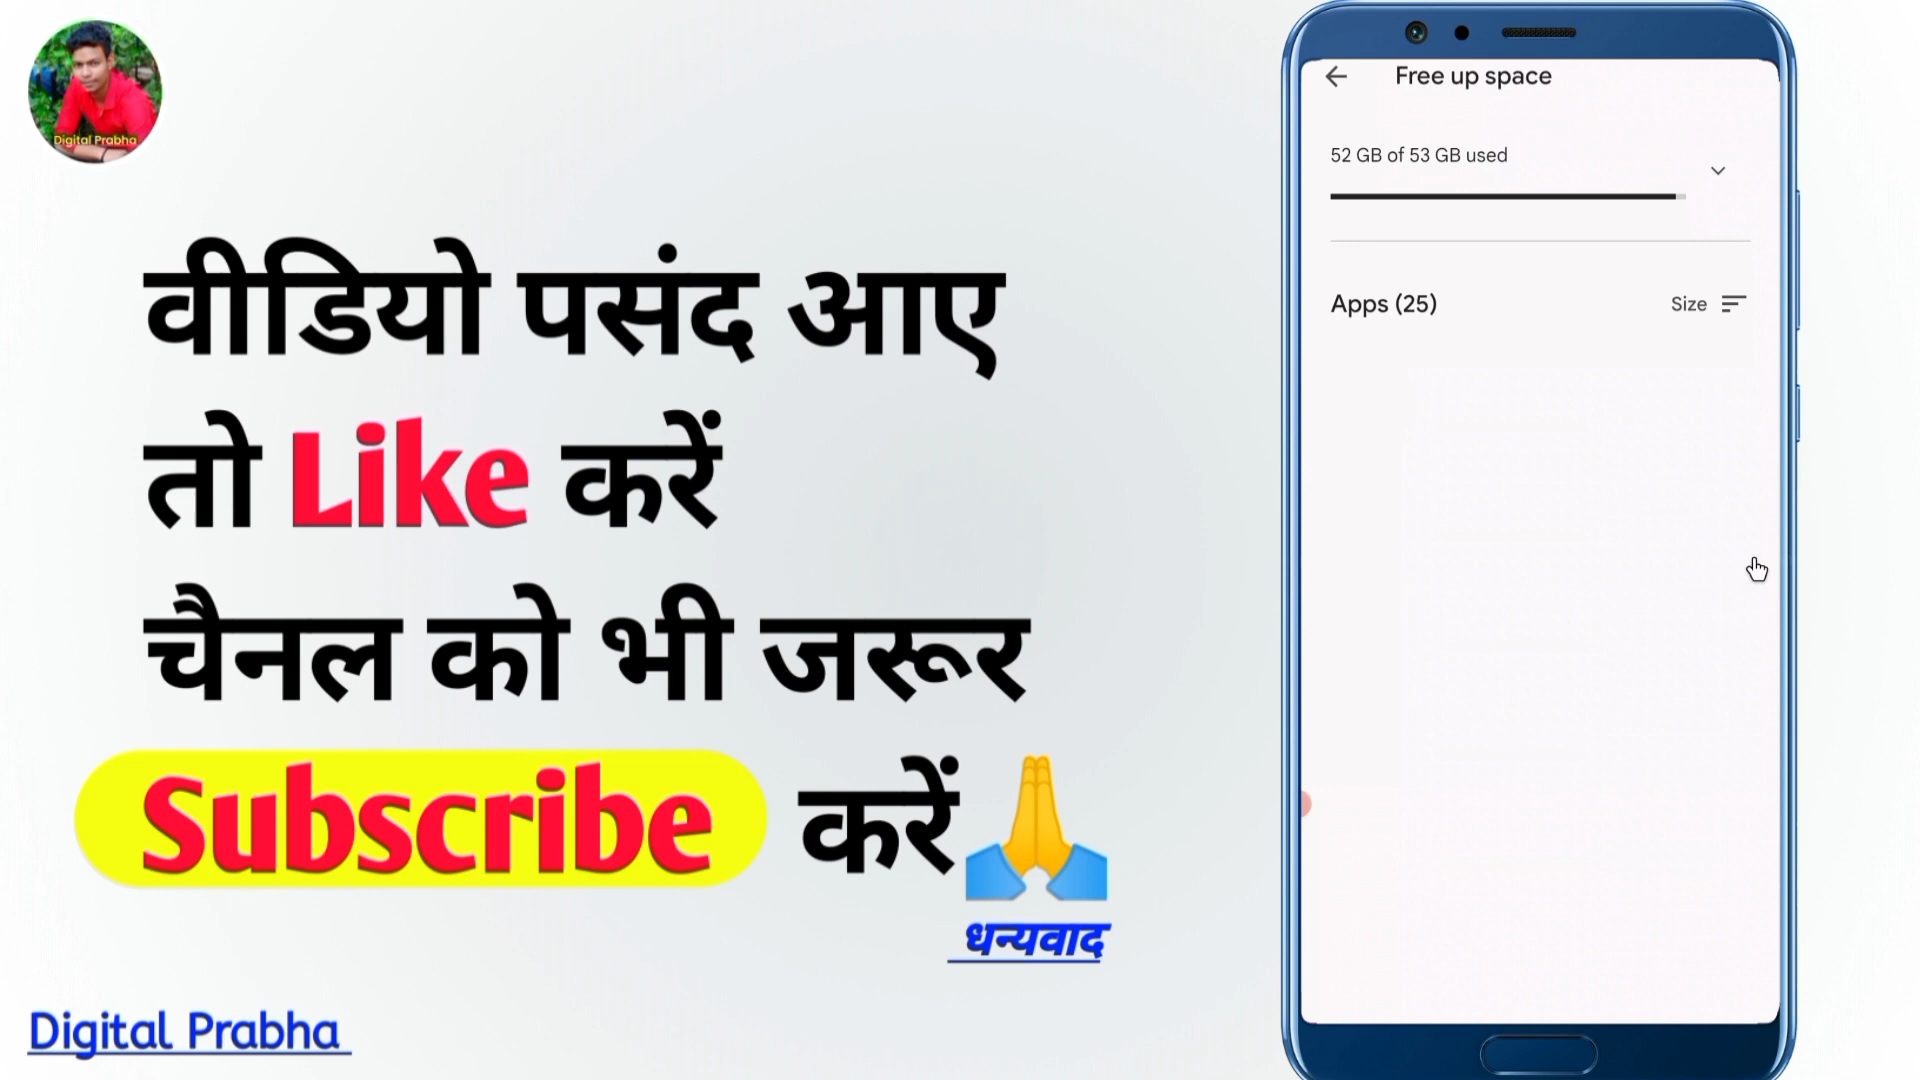 Digital Prabha
वीडियो पसंद आए
तो Like करें
चैनल को भी जरूर
Subscribe करें🙏
धन्यवाद
Digital Prabha
Free up space
52 GB of 53 GB used
Apps (25) Size